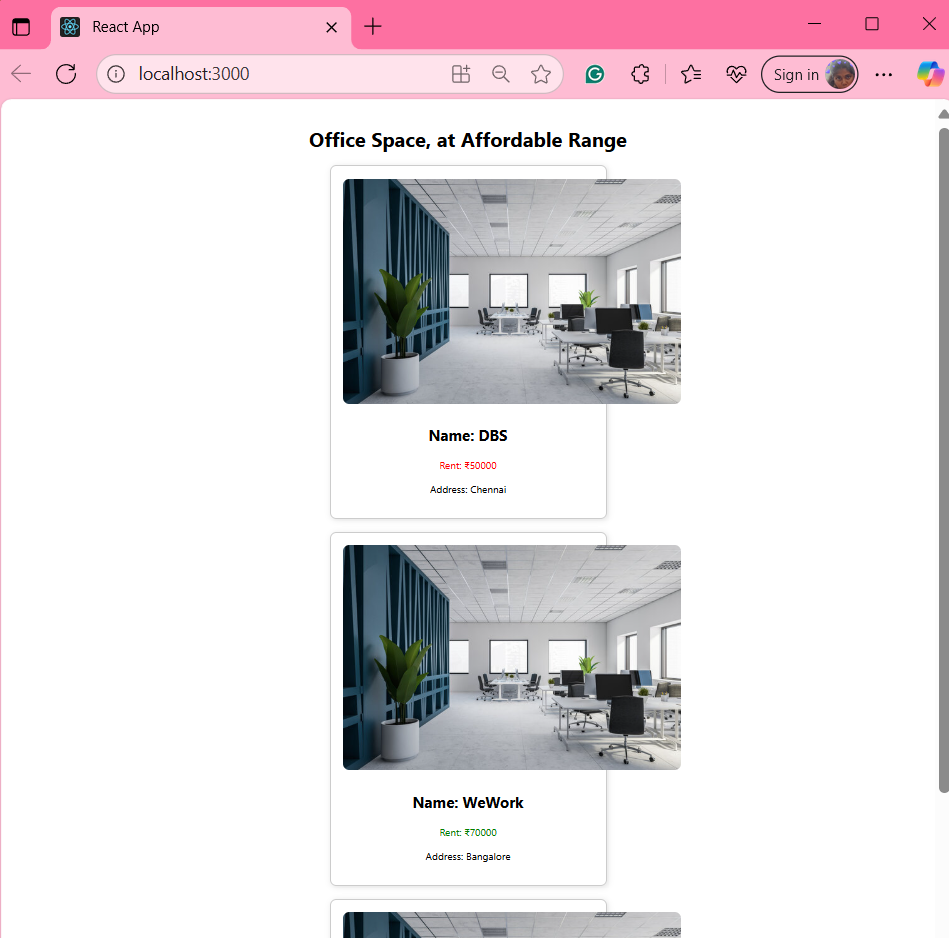 React App
localhost:3000
Sign in
Office Space, at Affordable Range
Name: DBS
Rent: ₹50000
Address: Chennai
Name: WeWork
Rent: ₹70000
Address: Bangalore